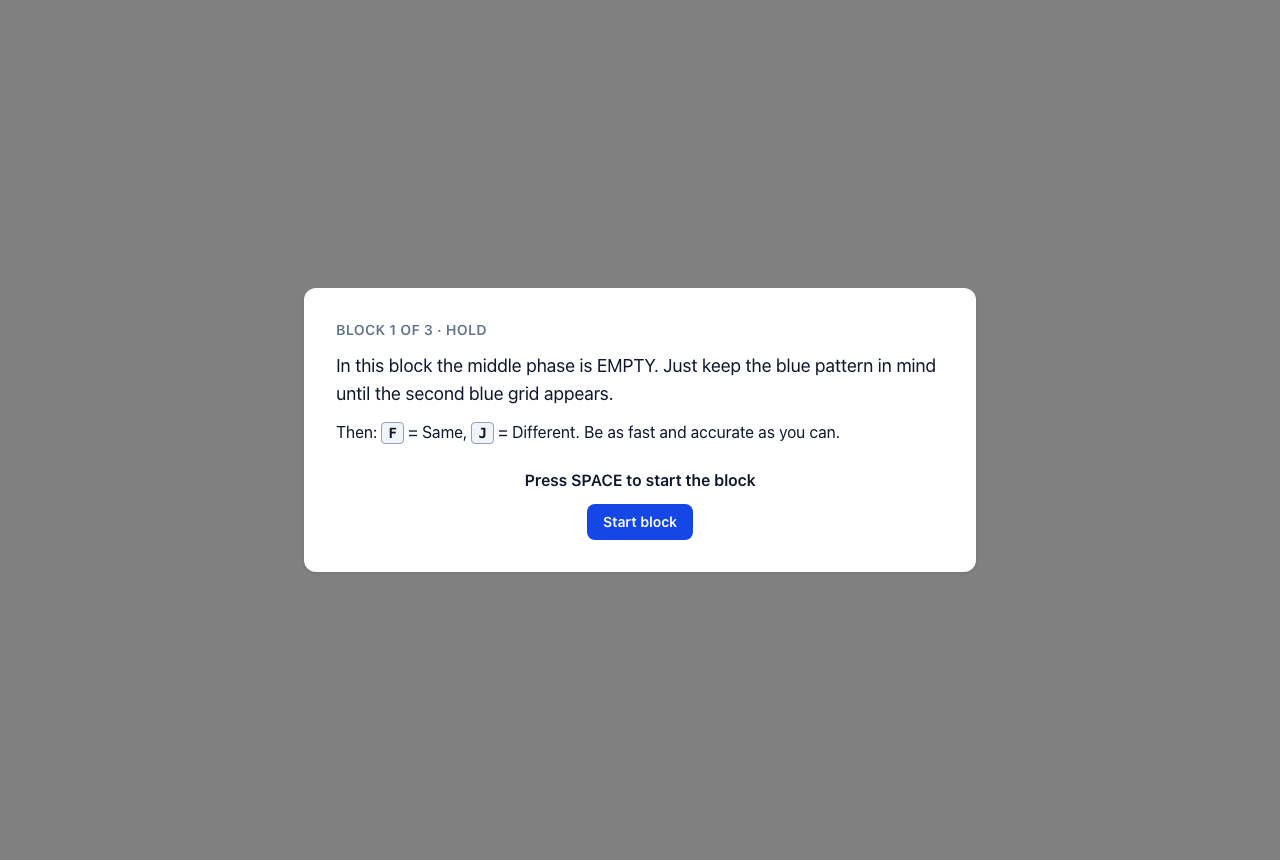 BLOCK 1 OF 3 · HOLD
In this block the middle phase is EMPTY. Just keep the blue pattern in mind
until the second blue grid appears.
Then: F = Same, J = Different. Be as fast and accurate as you can.
Press SPACE to start the block
Start block